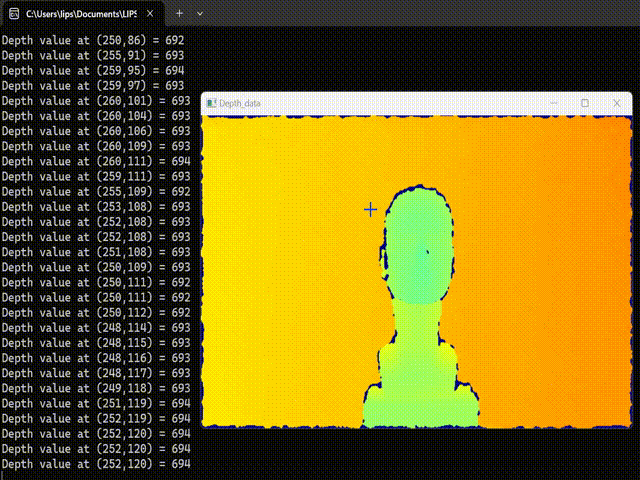 C:\Users\lips\Documents\LIPS
Depth value at (250,86) = 692
Depth value at (255,91) = 693
Depth value at (259,95) = 694
Depth value at (259,97) = 693
Depth value at (260,101) = 693
Depth value at (260,104) = 693
Depth value at (260,106) = 693
Depth value at (260,109) = 693
Depth value at (260,111) = 694
Depth value at (259,111) = 693
Depth value at (255,109) = 692
Depth value at (253,108) = 693
Depth value at (252,108) = 693
Depth value at (252,108) = 693
Depth value at (251,108) = 693
Depth value at (250,109) = 693
Depth value at (250,111) = 692
Depth value at (250,111) = 692
Depth value at (250,112) = 692
Depth value at (248,114) = 693
Depth value at (248,115) = 693
Depth value at (248,116) = 693
Depth value at (248,117) = 693
Depth value at (249,118) = 693
Depth value at (251,119) = 694
Depth value at (252,119) = 694
Depth value at (252,120) = 694
Depth value at (252,120) = 694
Depth value at (252,120) = 694
Depth_data